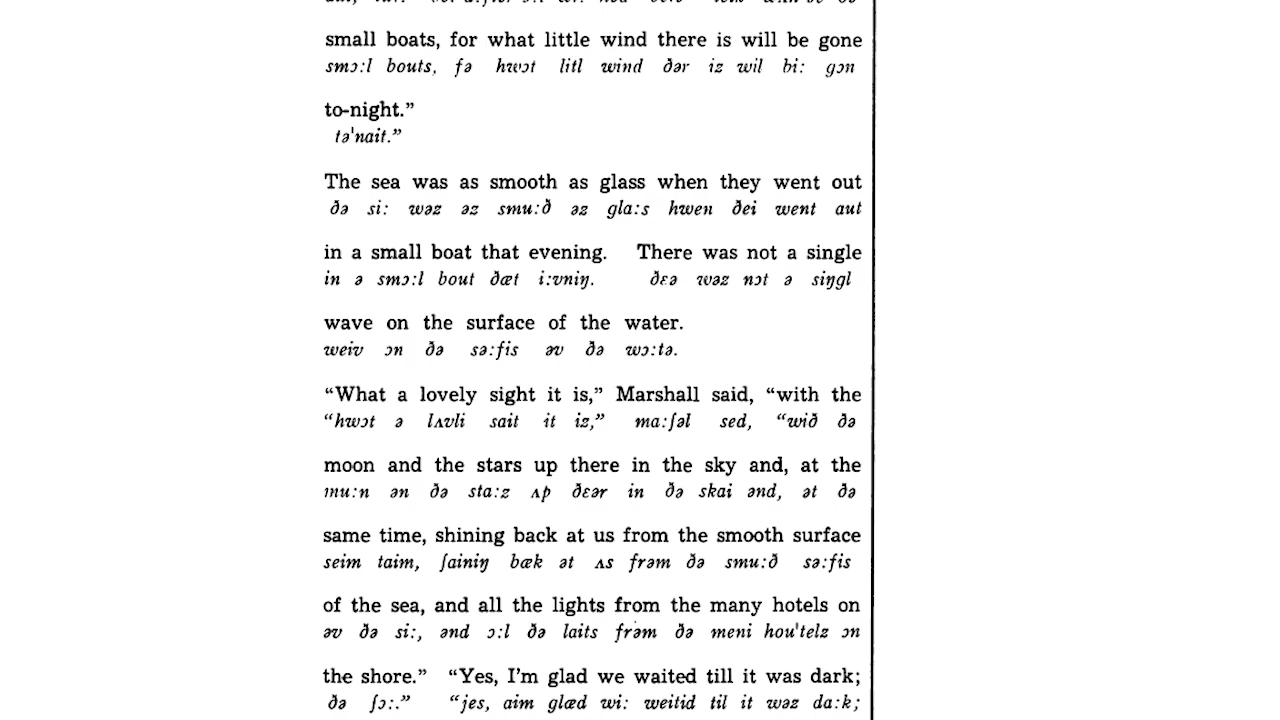 small boats, for what little wind there is will be gone
smɔ:l bouts, fə hwɔt litl wind ðər iz wil bi: gɔn
to-night.”
tə'nait.”
The sea was as smooth as glass when they went out
ðə si: wəz əz smu:ð əz gla:s hwen ðei went aut
in a small boat that evening. There was not a single
in ə smɔ:l bout ðæt i:vniŋ. ðɛə wəz nɔt ə siŋgl
wave on the surface of the water.
weiv ɔn ðə sə:fis əv ðə wɔ:tə.
“What a lovely sight it is,” Marshall said, “with the
“hwɔt ə lʌvli sait it iz,” ma:ʃəl sed, “wið ðə
moon and the stars up there in the sky and, at the
mu:n ən ðə sta:z ʌp ðɛər in ðə skai ənd, ət ðə
same time, shining back at us from the smooth surface
seim taim, ʃainiŋ bæk ət ʌs frəm ðə smu:ð sə:fis
of the sea, and all the lights from the many hotels on
əv ðə si:, ənd ɔ:l ðə laits frəm ðə meni hou'telz ɔn
the shore.” “Yes, I’m glad we waited till it was dark;
ðə ʃɔ:.” “jes, aim glæd wi: weitid til it wəz da:k;